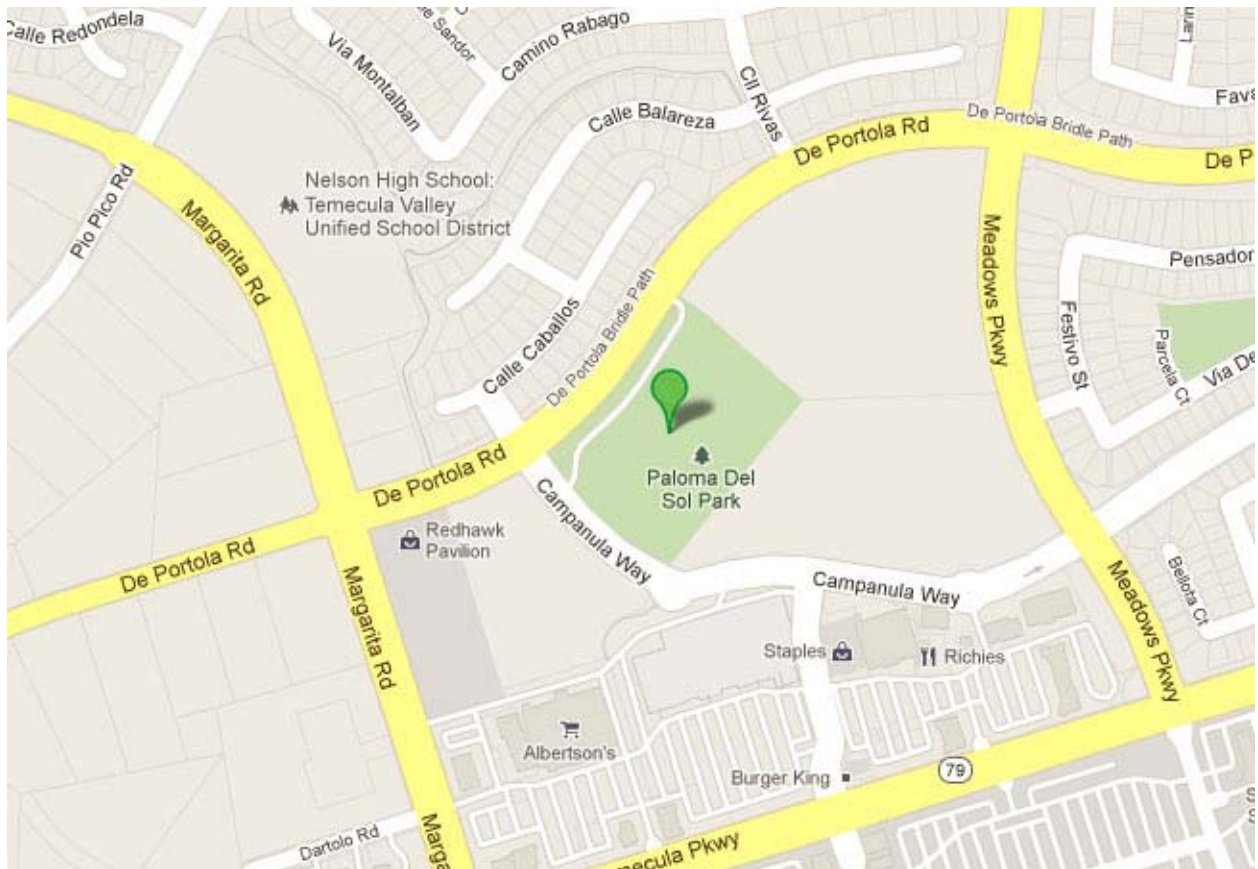 Calle Redondela
Sandor
Camino Rabago
Via Montalban
Cll Rivas
Calle Balareza
De Portola Rd
De Portola Bridle Path
Fava
De P
Pio Pico Rd
Margarita Rd
Nelson High School:
Temecula Valley
Unified School District
Meadows Pkwy
Pensador
Festivo St
Parcela Ct
Via De
De Portola Bridle Path
Calle Caballos
De Portola Rd
Paloma Del
Sol Park
Campanula Way
Redhawk
Pavilion
De Portola Rd
Campanula Way
Bellota Ct
Meadows Pkwy
Margarita Rd
Staples
Richies
Albertson's
Burger King
79
Dartolo Rd
Margarita Rd
mecula Pkwy
S
S